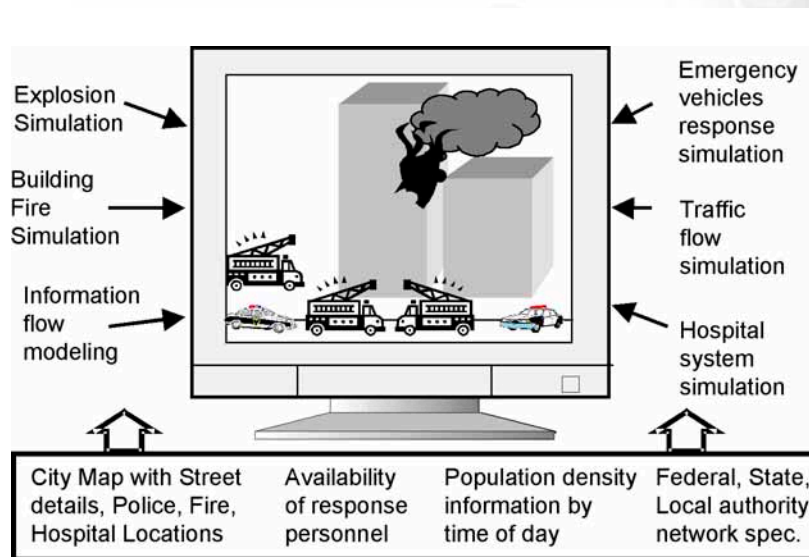 Explosion
Simulation
Building
Fire
Simulation
Information
flow
modeling
Emergency
vehicles
response
simulation
Traffic
flow
simulation
Hospital
system
simulation
City Map with Street
details, Police, Fire,
Hospital Locations
Availability
of response
personnel
Population density
information by
time of day
Federal, State,
Local authority
network spec.